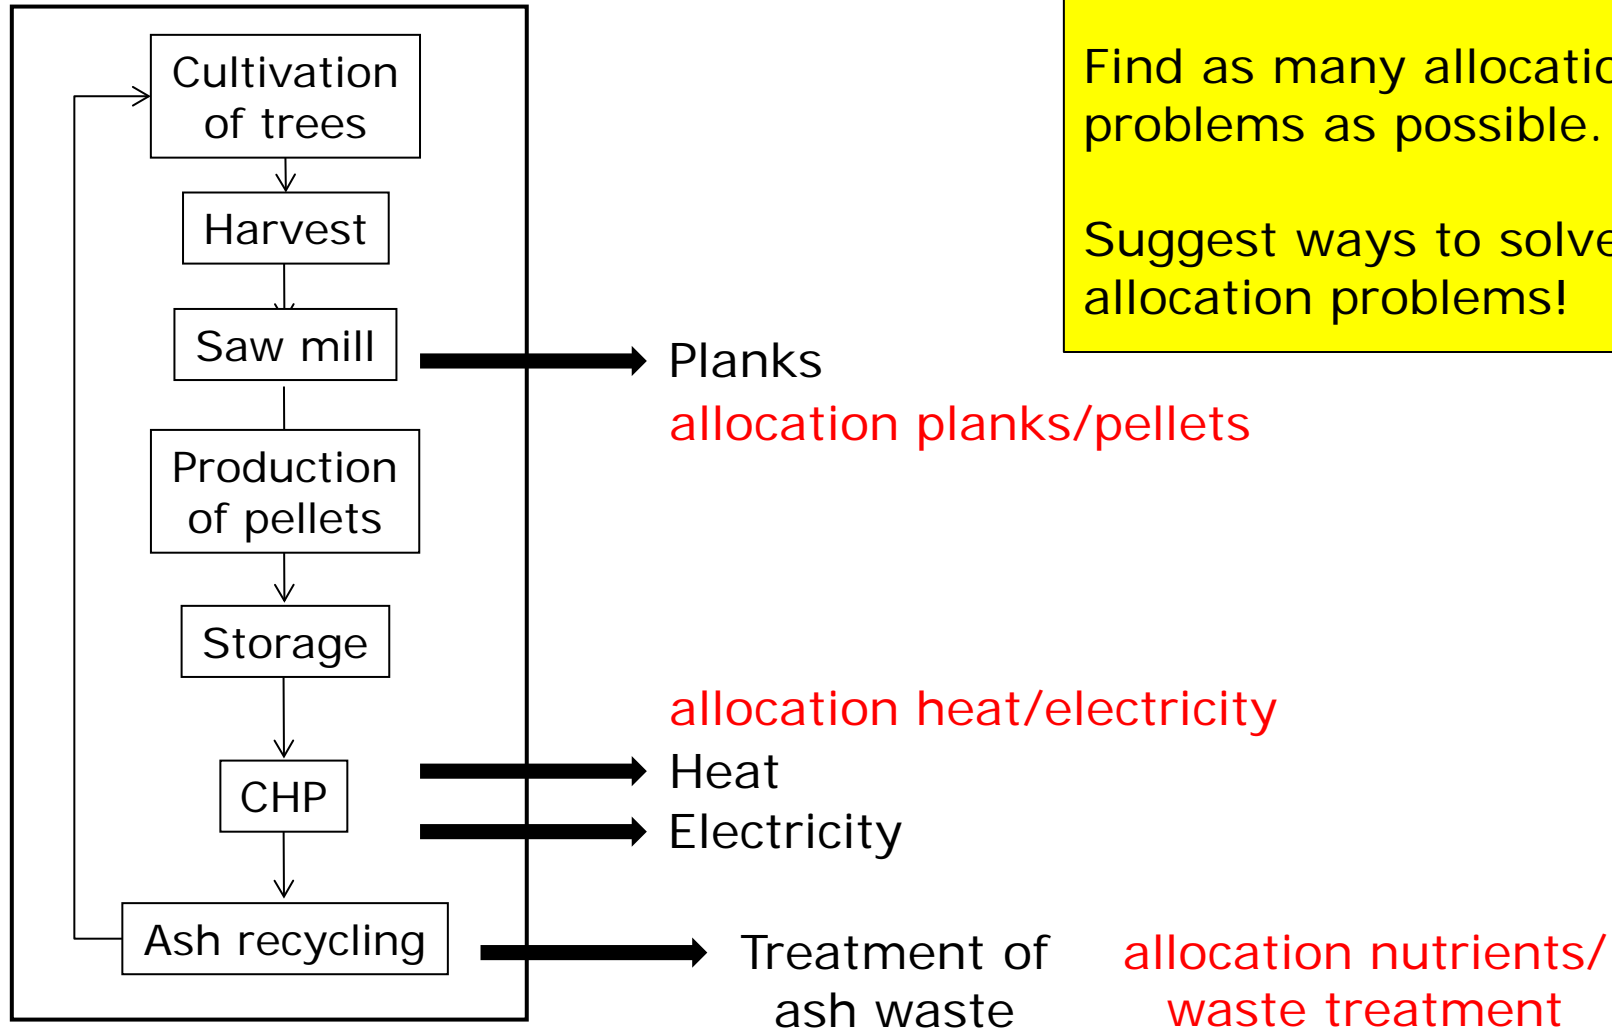 Cultivation
of trees
Harvest
Saw mill
Production
of pellets
Storage
CHP
Ash recycling
Find as many
problems as possible.
Suggest ways to solve
allocation problems!
Planks
allocation planks/pellets
allocation heat/electricity
Heat
Electricity
Treatment of
ash waste
allocation nutrients/
waste treatment